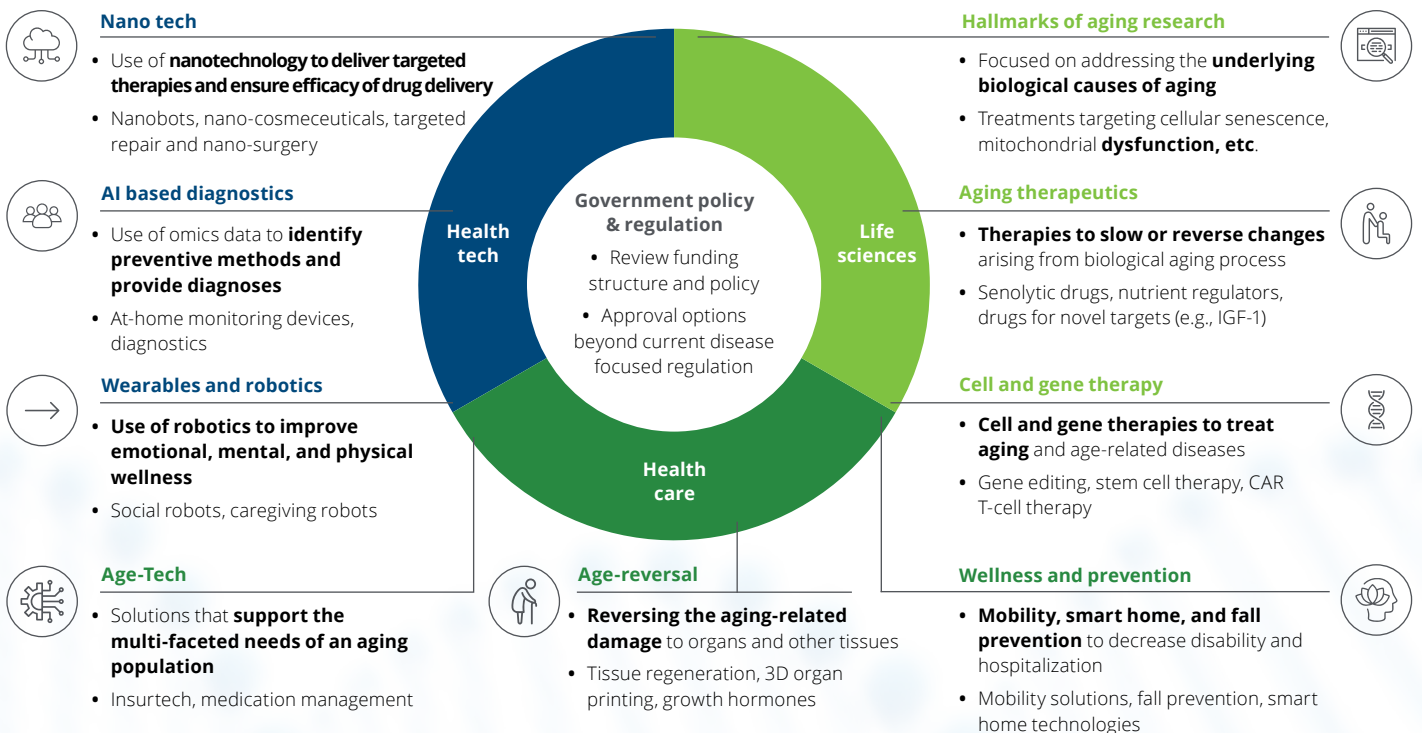 Nano tech
• Use of nanotechnology to deliver targeted
therapies and ensure efficacy of drug delivery
• Nanobots, nano-cosmeceuticals, targeted
repair and nano-surgery
AI based diagnostics
• Use of omics data to identify
preventive methods and
provide diagnoses
• At-home monitoring devices,
diagnostics
Wearables and robotics
• Use of robotics to improve
emotional, mental, and physical
wellness
• Social robots, caregiving robots
Age-Tech
• Solutions that support the
multi-faceted needs of an aging
population
• Insurtech, medication management
Health
tech
Government policy
& regulation
• Review funding
structure and policy
• Approval options
beyond current disease
focused regulation
Life
sciences
Health
care
Age-reversal
• Reversing the aging-related
damage to organs and other tissues
• Tissue regeneration, 3D organ
printing, growth hormones
Hallmarks of aging research
• Focused on addressing the underlying
biological causes of aging
• Treatments targeting cellular senescence,
mitochondrial dysfunction, etc.
Aging therapeutics
• Therapies to slow or reverse changes
arising from biological aging process
• Senolytic drugs, nutrient regulators,
drugs for novel targets (e.g., IGF-1)
Cell and gene therapy
• Cell and gene therapies to treat
aging and age-related diseases
• Gene editing, stem cell therapy, CAR
T-cell therapy
Wellness and prevention
• Mobility, smart home, and fall
prevention to decrease disability and
hospitalization
• Mobility solutions, fall prevention, smart
home technologies